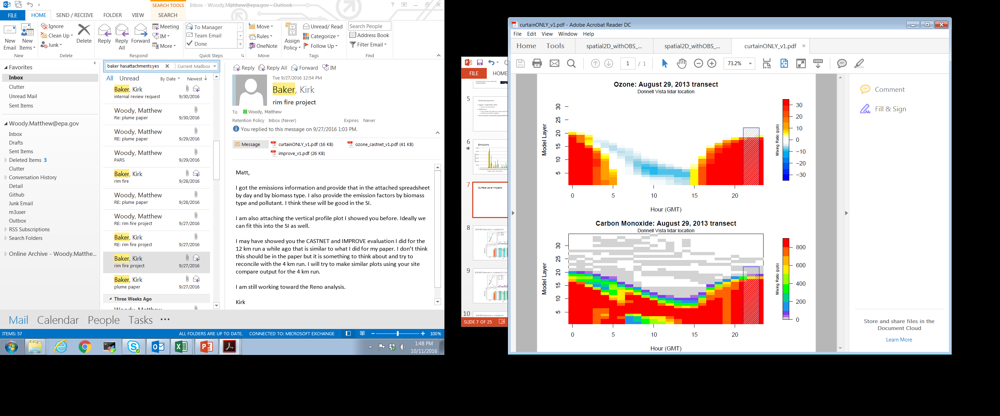 SEARCH TOOLS
Inbox - Woody.Matthew@epa.gov - Outlook
FILE HOME SEND / RECEIVE FOLDER VIEW SEARCH
New Email
New Items
Ignore
Clean Up
Junk
Delete
Delete
Reply
Reply All
Forward
Meeting
IM
More
Respond
To Manager
Team Email
Done
Quick Steps
Move
Rules
OneNote
Move
Assign Policy
Unread/ Read
Categorize
Follow Up
Tags
Search People
Address Book
Filter Email
Find
New
Favorites
Inbox
Clutter
Unread Mail
Sent Items
Woody.Matthew@epa.gov
Inbox
Drafts
Sent Items
Deleted Items 3
Clutter
Conversation History
Detail
Github
Junk Email
m3user
Outbox
RSS Subscriptions
Search Folders
Online Archive - Woody.Matthe...
baker hasattachments:yes
Current Mailbox
All Unread By Date Newest
Baker, Kirk
internal review request 9/30/2016
Woody, Matthew
Re: plume paper 9/30/2016
Woody, Matthew
RE: plume paper 9/29/2016
Woody, Matthew
PARS 9/29/2016
Baker, Kirk
rim fire 9/28/2016
Woody, Matthew
RE: plume paper 9/28/2016
Woody, Matthew
RE: rim fire project 9/27/2016
Baker, Kirk
RE: rim fire project 9/27/2016
Baker, Kirk
rim fire project 9/27/2016
Baker, Kirk
plume paper 9/27/2016
Three Weeks Ago
Woody, Matthew
Reply Reply All Forward IM
Tue 9/27/2016 12:54 PM
Baker, Kirk
rim fire project
To Woody, Matthew
Retention Policy Inbox (Never) Expires Never
You replied to this message on 9/27/2016 1:03 PM.
Message curtainONLY_v1.pdf (16 KB) ozone_castnet_v1.pdf (41 KB)
improve_v1.pdf (26 KB)
Matt,
I got the emissions information and provide that in the attached spreadsheet
by day and by biomass type. I also provide the emission factors by biomass
type and pollutant. I think these will be good in the SI.
I am also attaching the vertical profile plot I showed you before. Ideally we
can fit this into the SI as well.
I may have showed you the CASTNET and IMPROVE evaluation I did for the
12 km run a while ago that is similar to what I did for my paper. I don't think
this should be in the paper but it is something to think about and try to
reconcile with the 4 km run. I will try to make similar plots using your site
compare output for the 4 km run.
I am still working toward the Reno analysis.
Kirk
Mail Calendar People Tasks
ITEMS: 57
ALL FOLDERS ARE UP TO DATE. CONNECTED TO: MICROSOFT EXCHANGE 100%
1:48 PM
10/11/2016
FILE HOME
5
Modeling Approach
6
Emissions
7
Surface Level Impacts
8
9
10
SLIDE 7 OF 25
curtainONLY_v1.pdf - Adobe Acrobat Reader DC
File Edit View Window Help
Home Tools spatial2D_withOBS_... spatial2D_withOBS_... curtainONLY_v1.pdf
1 / 1 73.2%
Ozone: August 29, 2013 transect
Donnell Vista lidar location
Model Layer
30
25
20
15
10
5
0 5 10 15 20
Hour (GMT)
Mixing Ratio (ppb)
30
20
10
0
−10
−20
−30
Carbon Monoxide: August 29, 2013 transect
Donnell Vista lidar location
Model Layer
30
25
20
15
10
5
0 5 10 15 20
Hour (GMT)
Mixing Ratio (ppb)
800
600
400
200
0
Comment
Fill & Sign
Store and share files in the
Document Cloud
Learn More